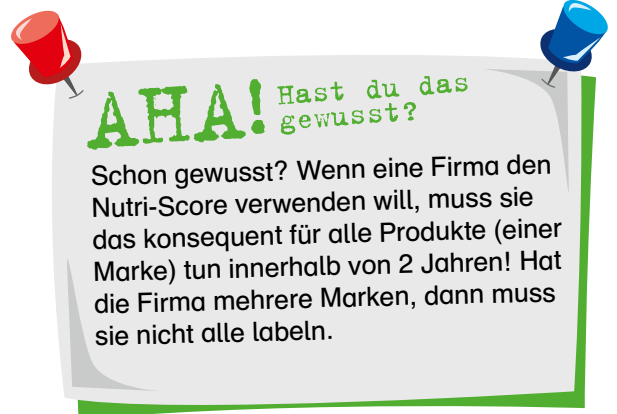 AHA! Hast du das
gewusst?
Schon gewusst? Wenn eine Firma den
Nutri-Score verwenden will, muss sie
das konsequent für alle Produkte (einer
Marke) tun innerhalb von 2 Jahren! Hat
die Firma mehrere Marken, dann muss
sie nicht alle labeln.